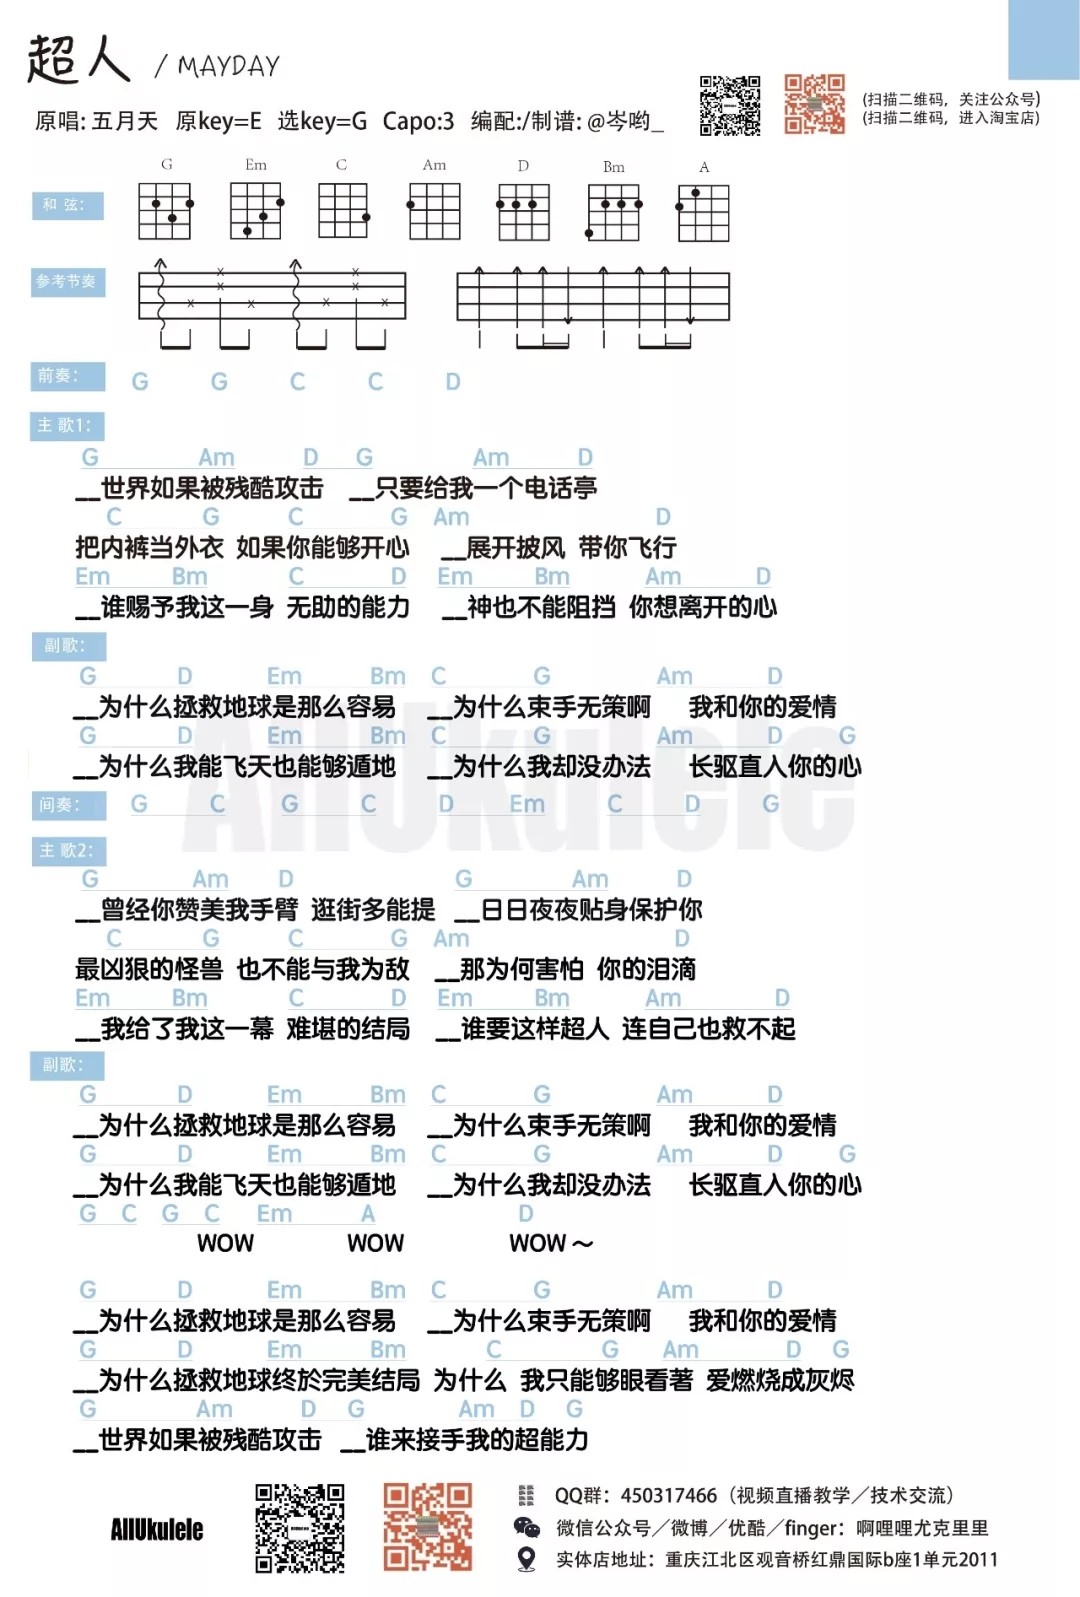 超人 / MAYDAY
原唱: 五月天 原key=E 选key=G Capo:3 编配:/制谱: @岑哟_
(扫描二维码，关注公众号)
(扫描二维码，进入淘宝店)
G Em C Am D Bm A
和 弦：
参考节奏
前奏： G G C C D
主 歌1：
G Am D G Am D
__世界如果被残酷攻击 __只要给我一个电话亭
C G C G Am D
把内裤当外衣 如果你能够开心 __展开披风 带你飞行
Em Bm C D Em Bm Am D
__谁赐予我这一身 无助的能力 __神也不能阻挡 你想离开的心
副歌：
G D Em Bm C G Am D
__为什么拯救地球是那么容易 __为什么束手无策啊 我和你的爱情
G D Em Bm C G Am D G
__为什么我能飞天也能够遁地 __为什么我却没办法 长驱直入你的心
间奏： G C G C D Em C D G
主 歌2：
G Am D G Am D
__曾经你赞美我手臂 逛街多能提 __日日夜夜贴身保护你
C G C G Am D
最凶狠的怪兽 也不能与我为敌 __那为何害怕 你的泪滴
Em Bm C D Em Bm Am D
__我给了我这一幕 难堪的结局 __谁要这样超人 连自己也救不起
副歌：
G D Em Bm C G Am D
__为什么拯救地球是那么容易 __为什么束手无策啊 我和你的爱情
G D Em Bm C G Am D G
__为什么我能飞天也能够遁地 __为什么我却没办法 长驱直入你的心
G C G C Em A D
WOW WOW WOW～
G D Em Bm C G Am D
__为什么拯救地球是那么容易 __为什么束手无策啊 我和你的爱情
G D Em Bm C G Am D G
__为什么拯救地球终於完美结局 为什么 我只能够眼看著 爱燃烧成灰烬
G Am D G Am D G
__世界如果被残酷攻击 __谁来接手我的超能力
AllUkulele
QQ群：450317466（视频直播教学／技术交流）
微信公众号／微博／优酷／finger：啊哩哩尤克里里
实体店地址：重庆江北区观音桥红鼎国际b座1单元2011
AllUkulele